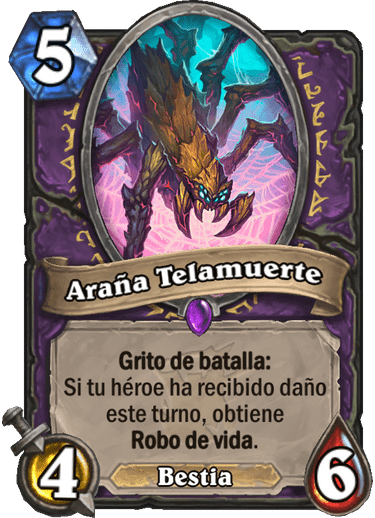 5
Araña Telamuerte
Grito de batalla:
Si tu héroe ha recibido daño
este turno, obtiene
Robo de vida.
4
Bestia
6